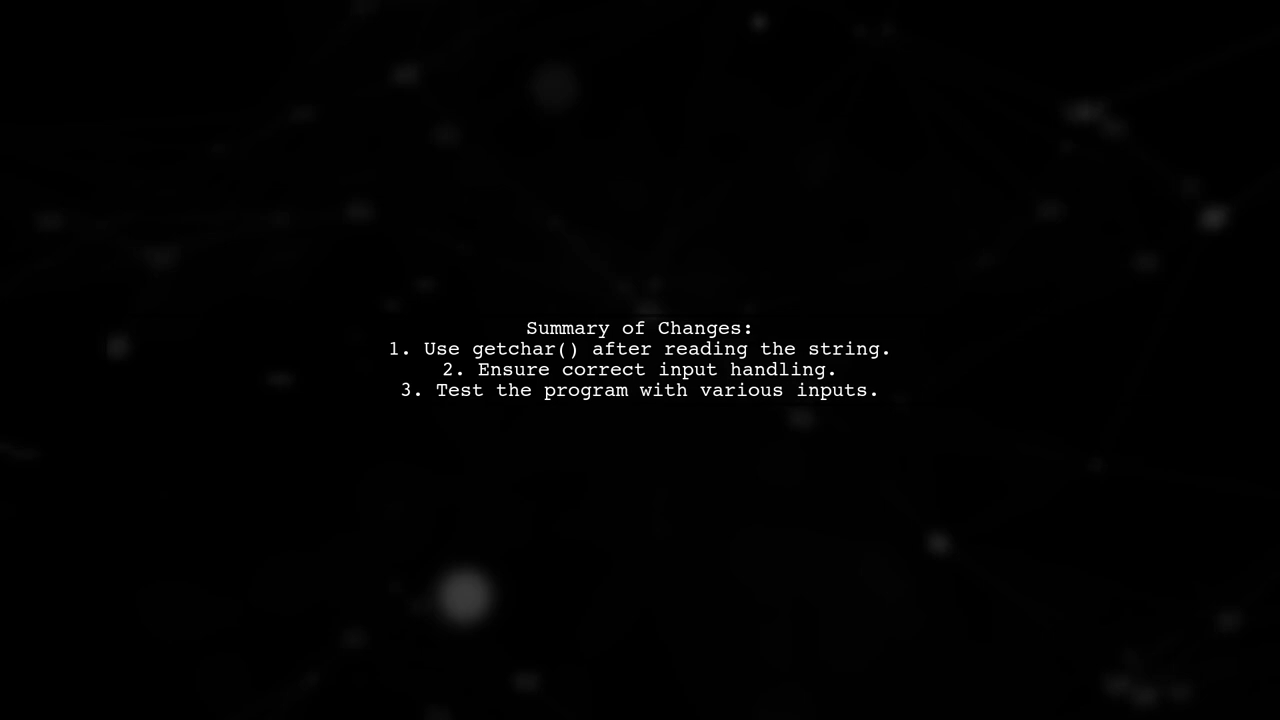 Summary of Changes:
1. Use getchar() after reading the string.
2. Ensure correct input handling.
3. Test the program with various inputs.